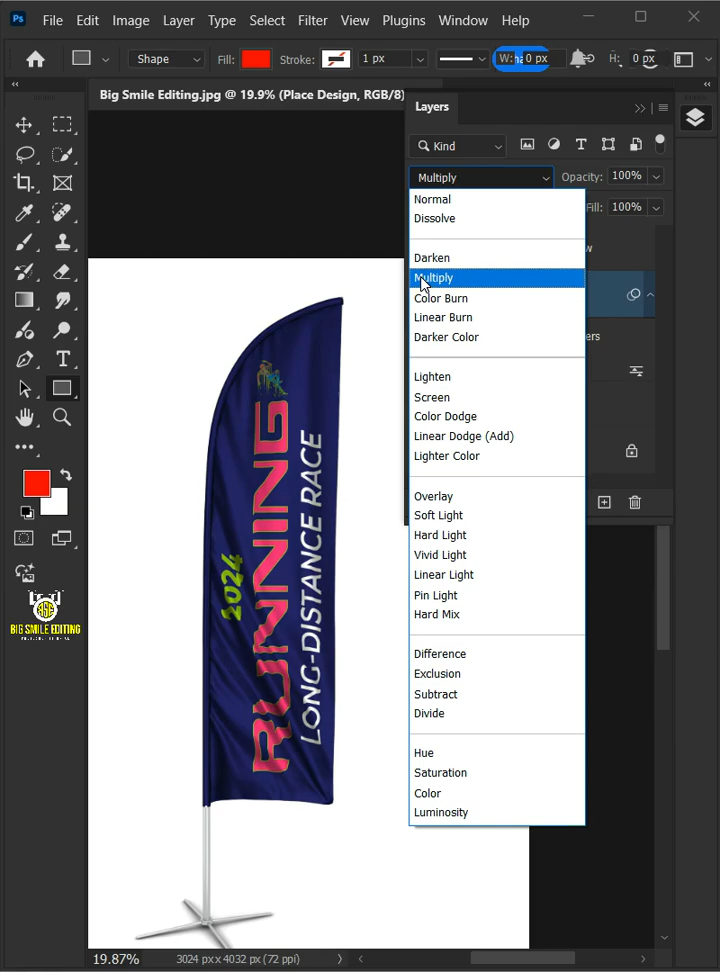 Ps File Edit Image Layer Type Select Filter View Plugins Window Help
Shape Fill: Stroke: 1 px W: 0 px H: 0 px
Big Smile Editing.jpg @ 19.9% (Place Design, RGB/8)
Layers
Kind
Multiply Opacity: 100%
Fill: 100%
Normal
Dissolve
Darken
Multiply
Color Burn
Linear Burn
Darker Color
ers
Lighten
Screen
Color Dodge
Linear Dodge (Add)
Lighter Color
Overlay
Soft Light
Hard Light
Vivid Light
Linear Light
Pin Light
Hard Mix
Difference
Exclusion
Subtract
Divide
Hue
Saturation
Color
Luminosity
2024
RUNNING
LONG-DISTANCE RACE
BIG SMILE EDITING
19.87% 3024 px x 4032 px (72 ppi)